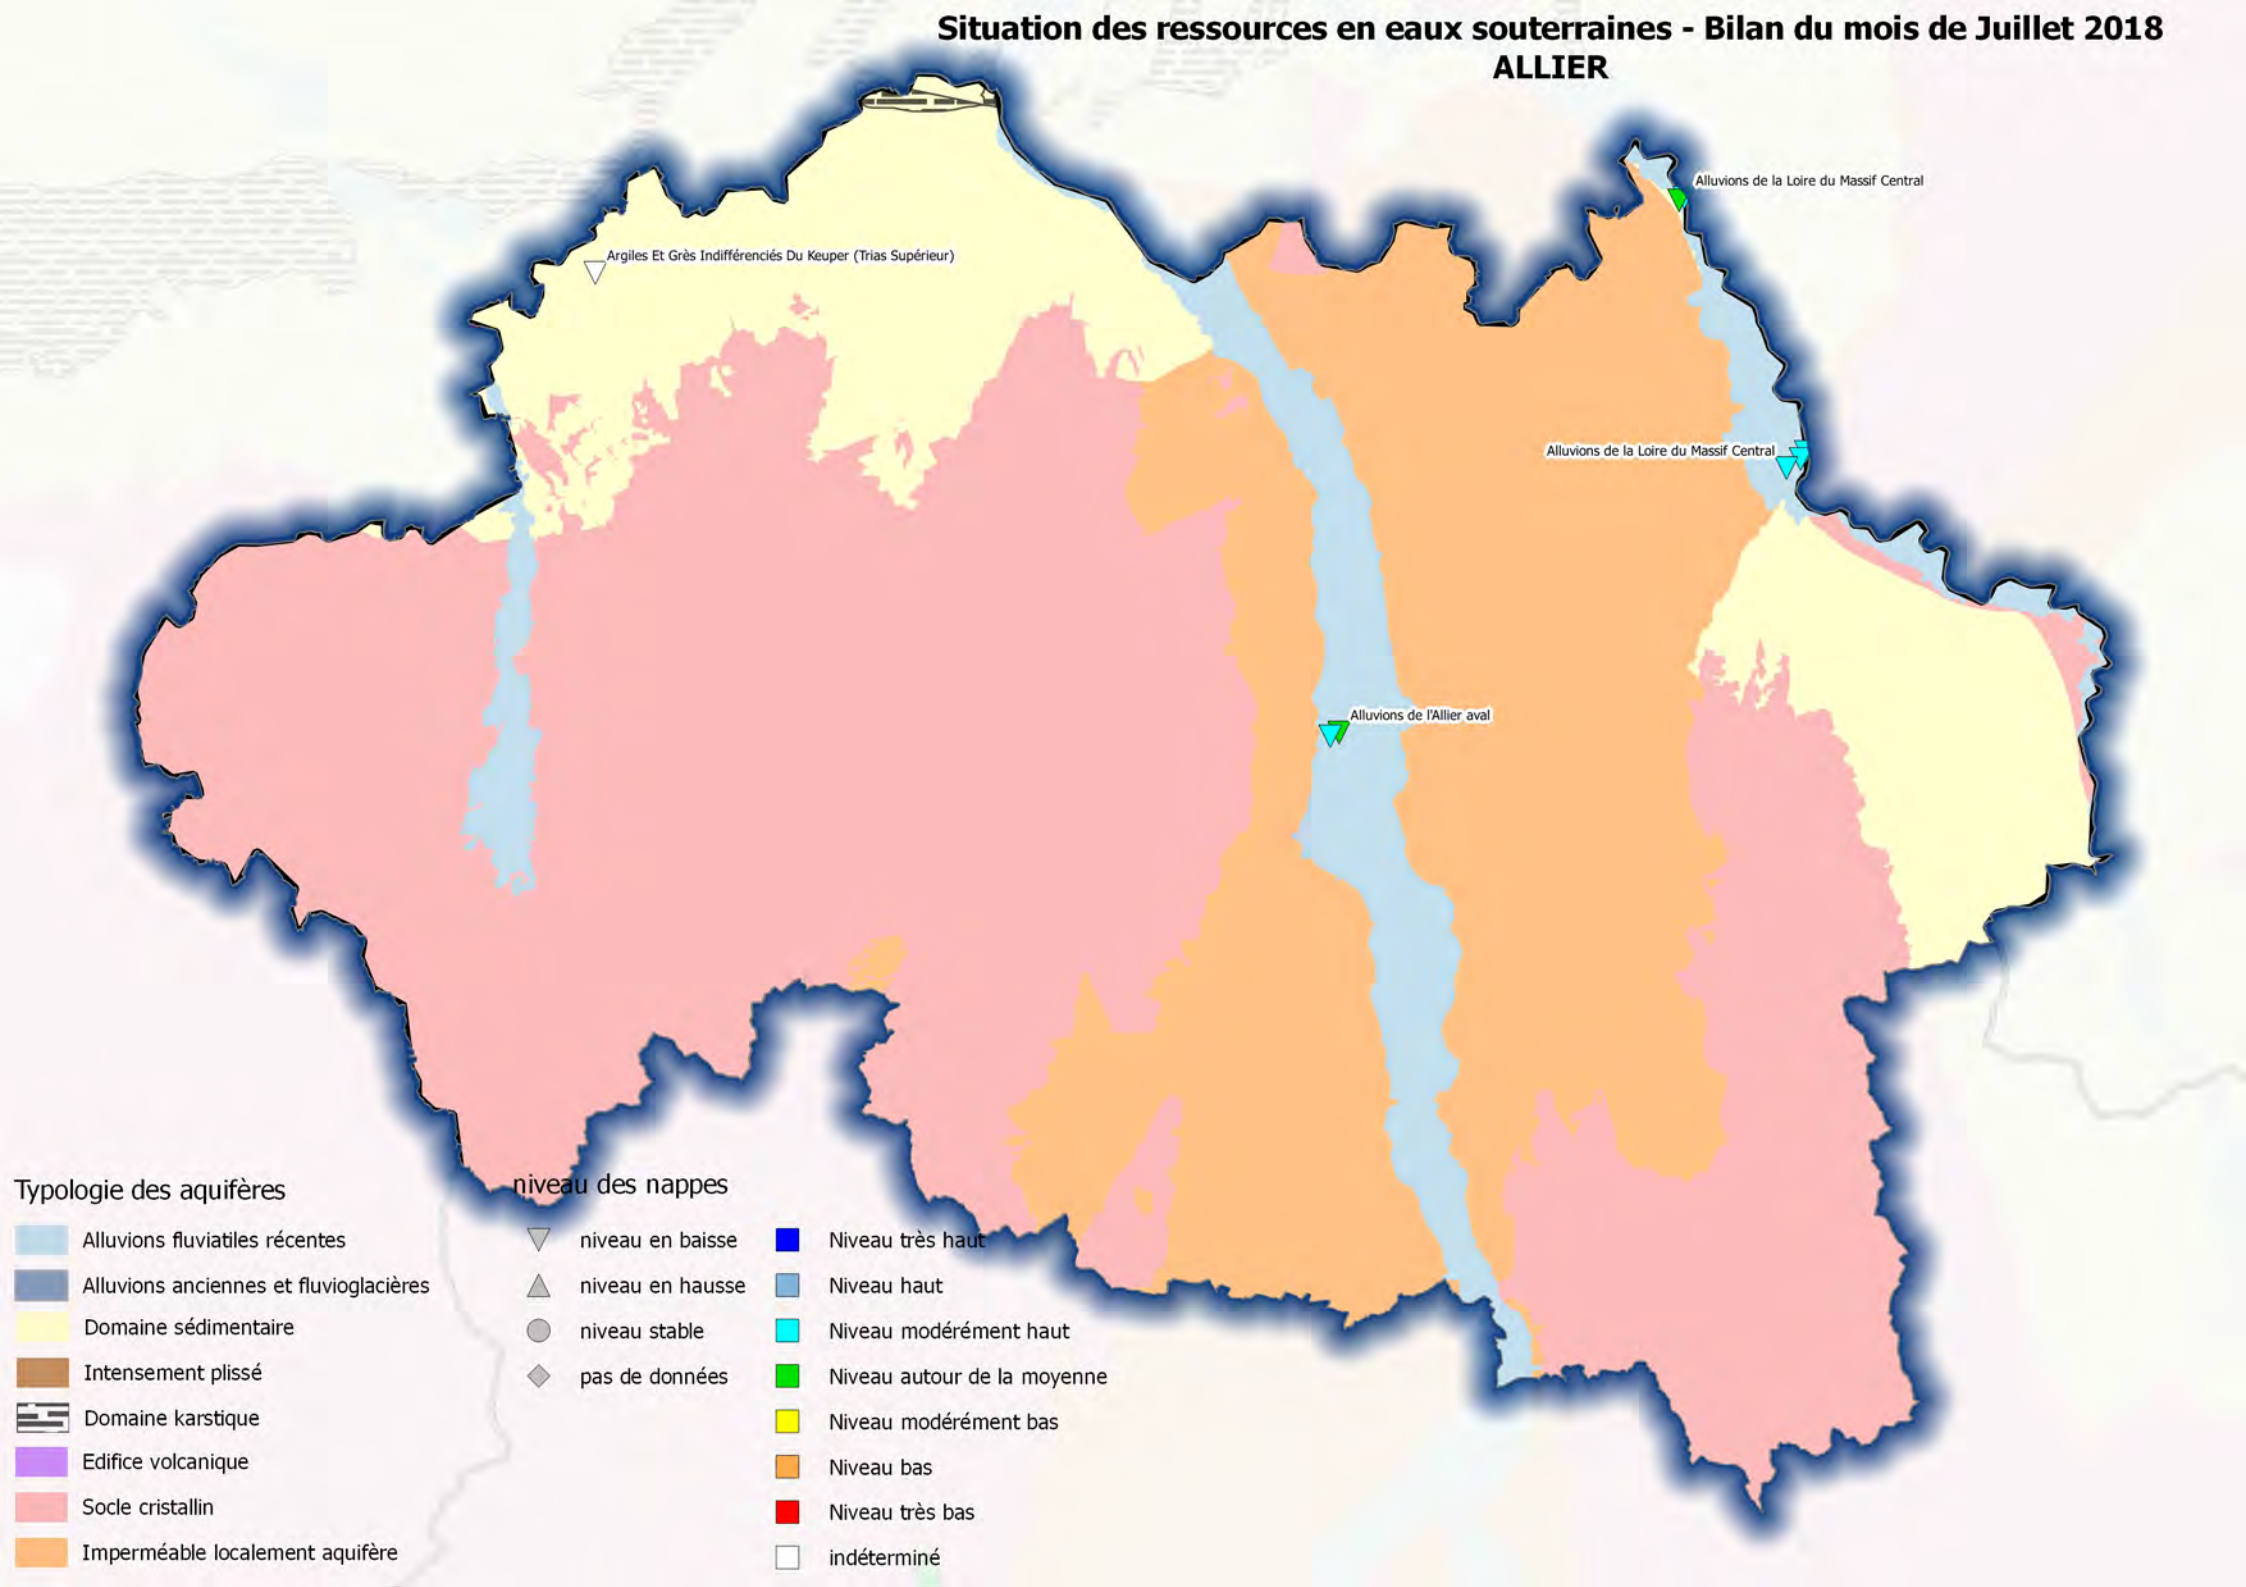 Situation des ressources en eaux souterraines - Bilan du mois de Juillet 2018
ALLIER
Alluvions de la Loire du Massif Central
Argiles Et Grès Indifférenciés Du Keuper (Trias Supérieur)
Alluvions de la Loire du Massif Central
Alluvions de l'Allier aval
Typologie des aquifères
Alluvions fluviatiles récentes
Alluvions anciennes et fluvioglacières
Domaine sédimentaire
Intensement plissé
Domaine karstique
Edifice volcanique
Socle cristallin
Imperméable localement aquifère
niveau des nappes
niveau en baisse
niveau en hausse
niveau stable
pas de données
Niveau très haut
Niveau haut
Niveau modérément haut
Niveau autour de la moyenne
Niveau modérément bas
Niveau bas
Niveau très bas
indéterminé